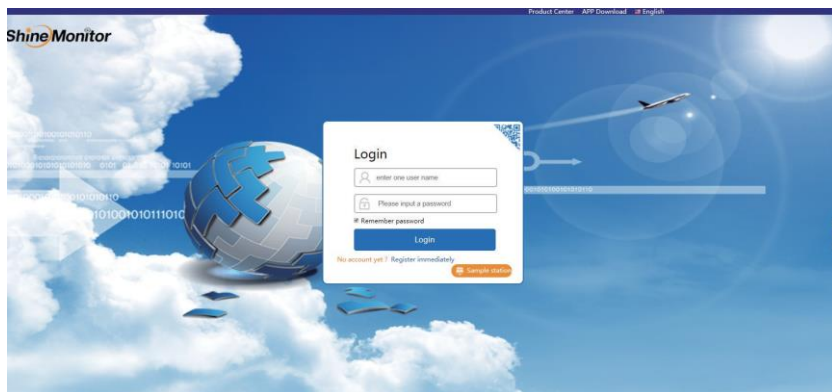 Product Center APP Download English
ShineMonitor
Login
enter one user name
Please input a password
Remember password
Login
No account yet ? Register immediately
Sample station